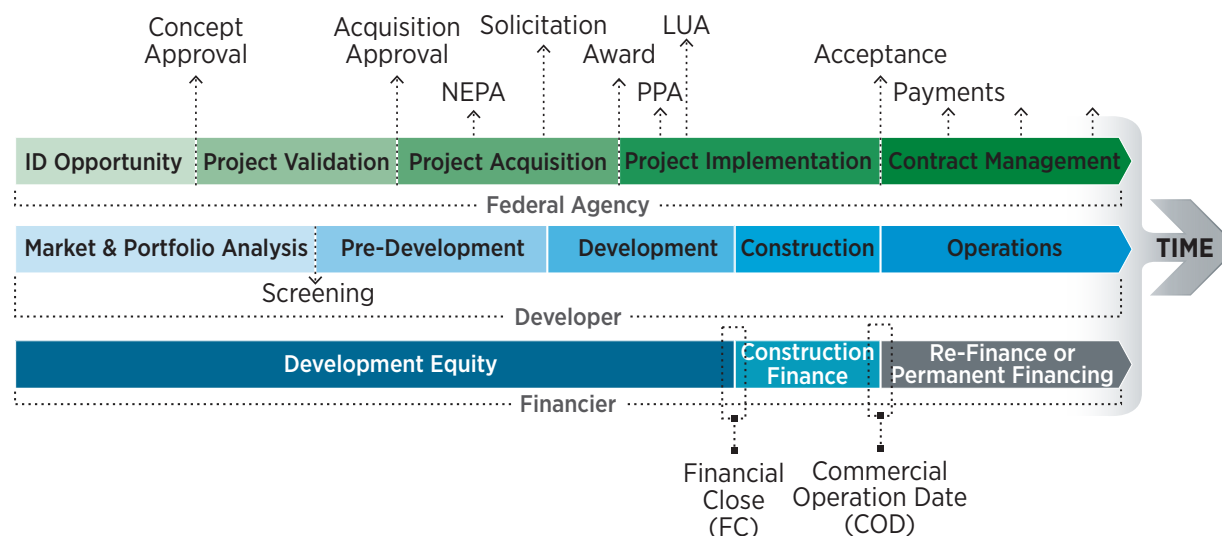 Concept
Approval
Acquisition
Approval
Solicitation
LUA
NEPA
Award
PPA
Acceptance
Payments
ID Opportunity
Project Validation
Project Acquisition
Project Implementation
Contract Management
Federal Agency
Market & Portfolio Analysis
Pre-Development
Development
Construction
Operations
TIME
Screening
Developer
Development Equity
Construction
Finance
Re-Finance or
Permanent Financing
Financier
Financial
Close
(FC)
Commercial
Operation Date
(COD)